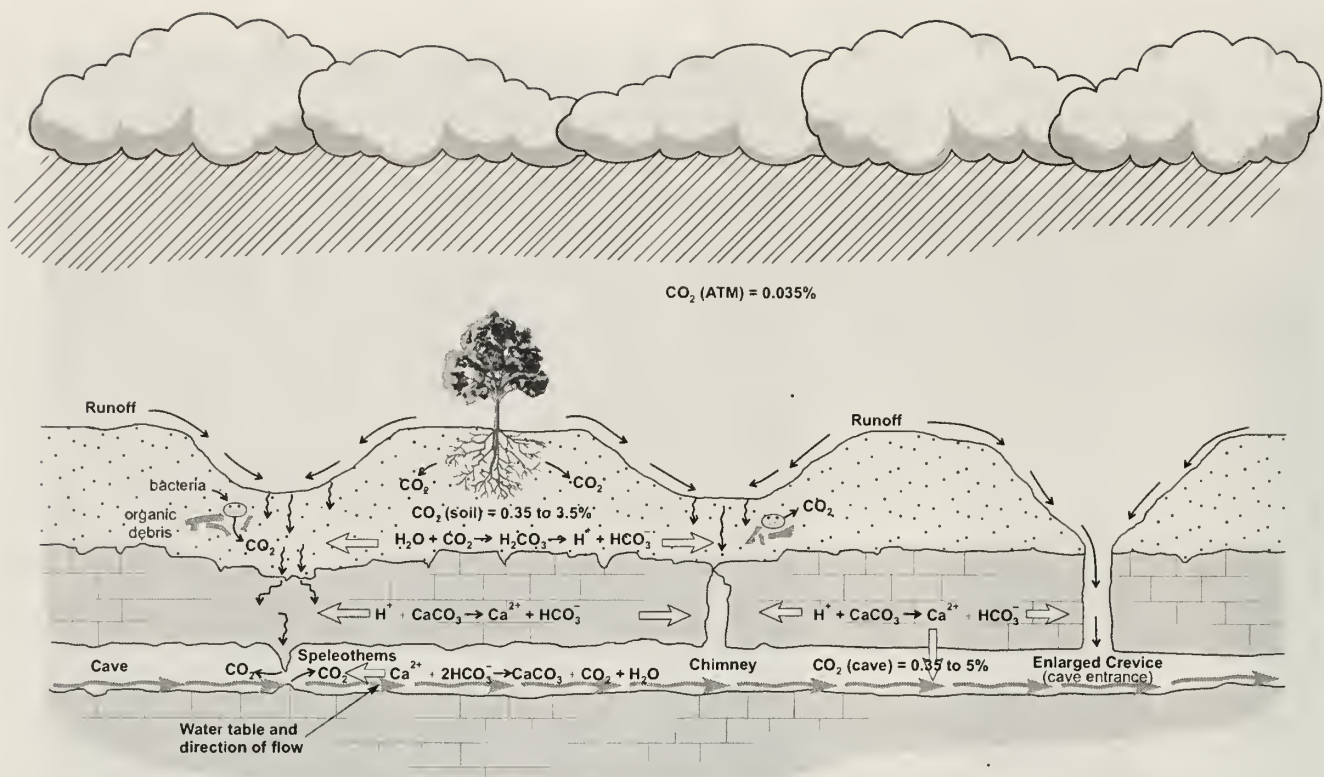 CO₂ (ATM) = 0.035%
Runoff
Runoff
bacteria
organic
debris
CO₂
CO₂
CO₂
CO₂
CO₂ (soil) = 0.35 to 3.5%
H₂O + CO₂→H₂CO₃→H⁺ + HCO₃⁻
H⁺ + CaCO₃→Ca²⁺ + HCO₃⁻
H⁺ + CaCO₃→Ca²⁺ + HCO₃⁻
Cave
Speleothems
CO₂
CO₂
Ca²⁺ + 2HCO₃⁻→CaCO₃ + CO₂ + H₂O
Chimney
CO₂ (cave) = 0.35 to 5%
Enlarged Crevice
(cave entrance)
Water table and
direction of flow